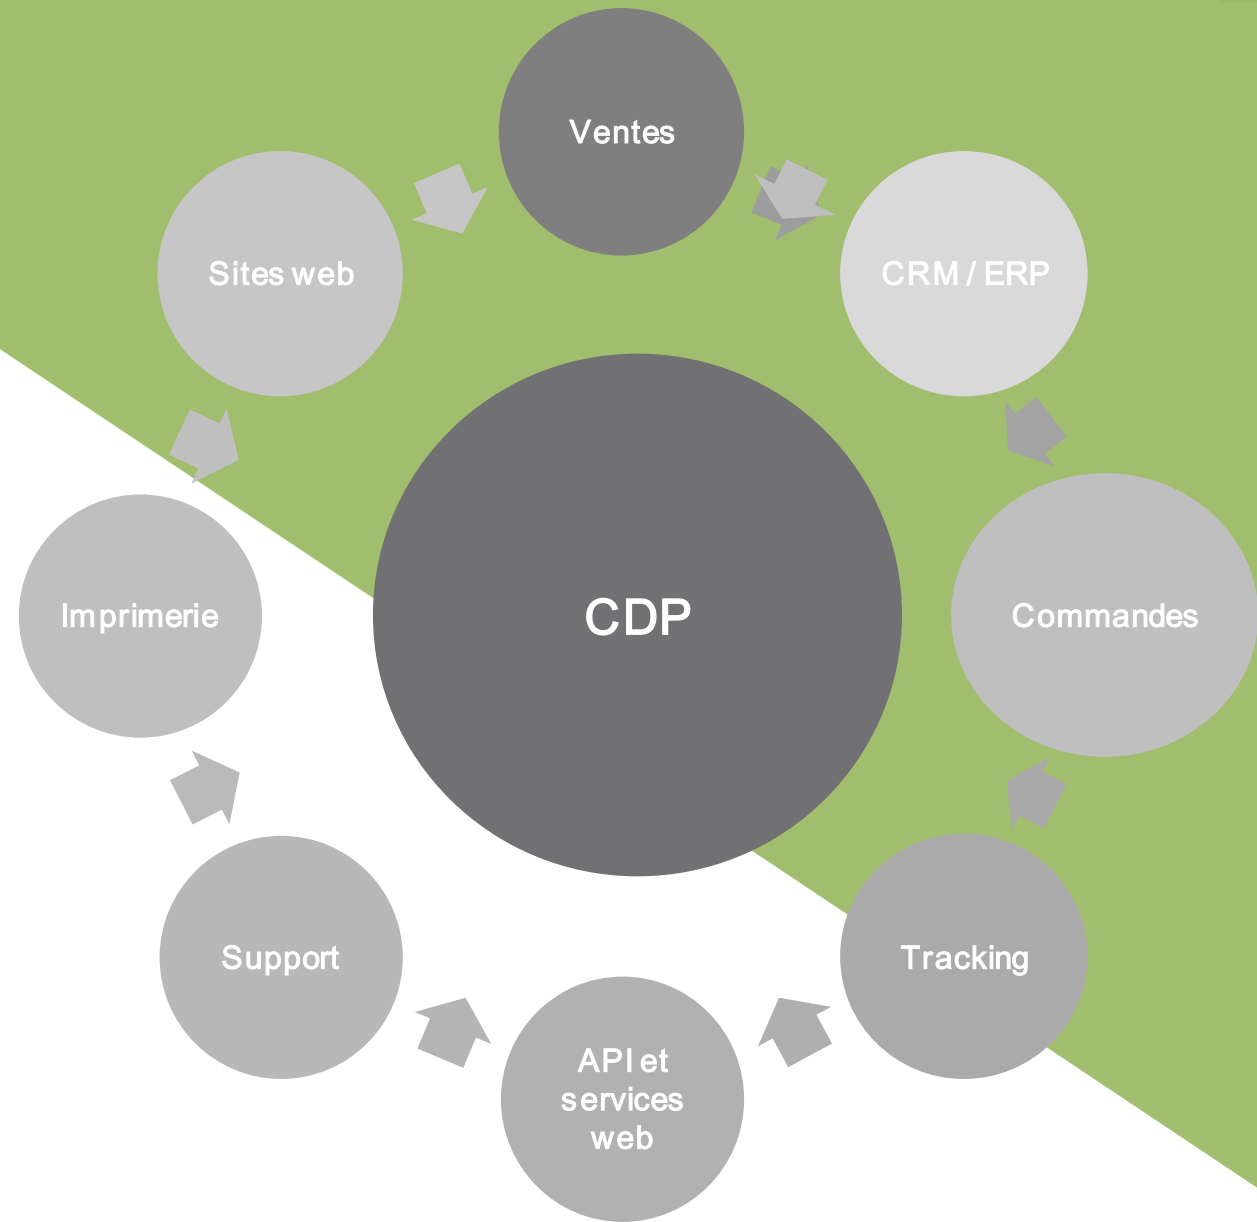 Ventes
Sites web
CRM / ERP
CDP
Imprimerie
Commandes
Support
Tracking
API et
services
web